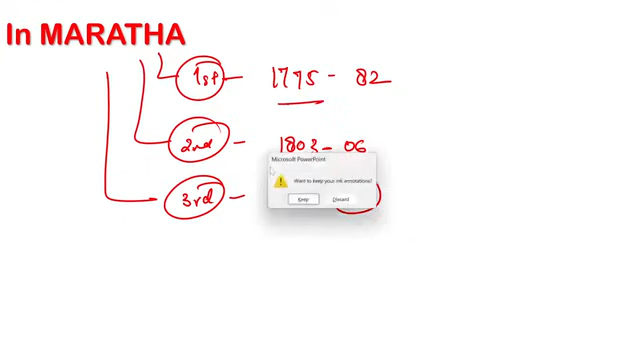 In MARATHA
1st - 1775 - 82
2nd - 1803 - 06
Microsoft PowerPoint
Want to keep your ink annotations?
Keep Discard
3rd -